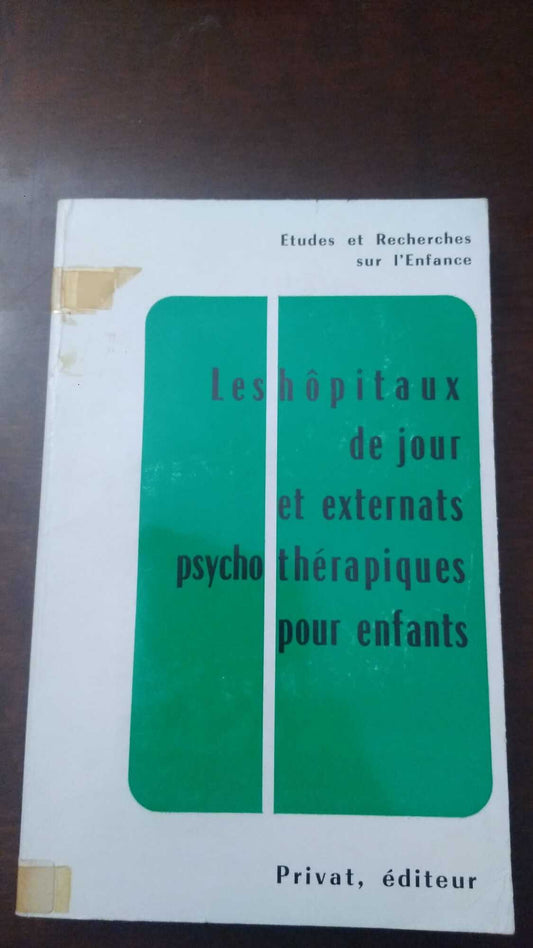 Etudes et Recherches
sur l'Enfance
Les hôpitaux
de jour
et externats
psycho thérapiques
pour enfants
Privat, éditeur